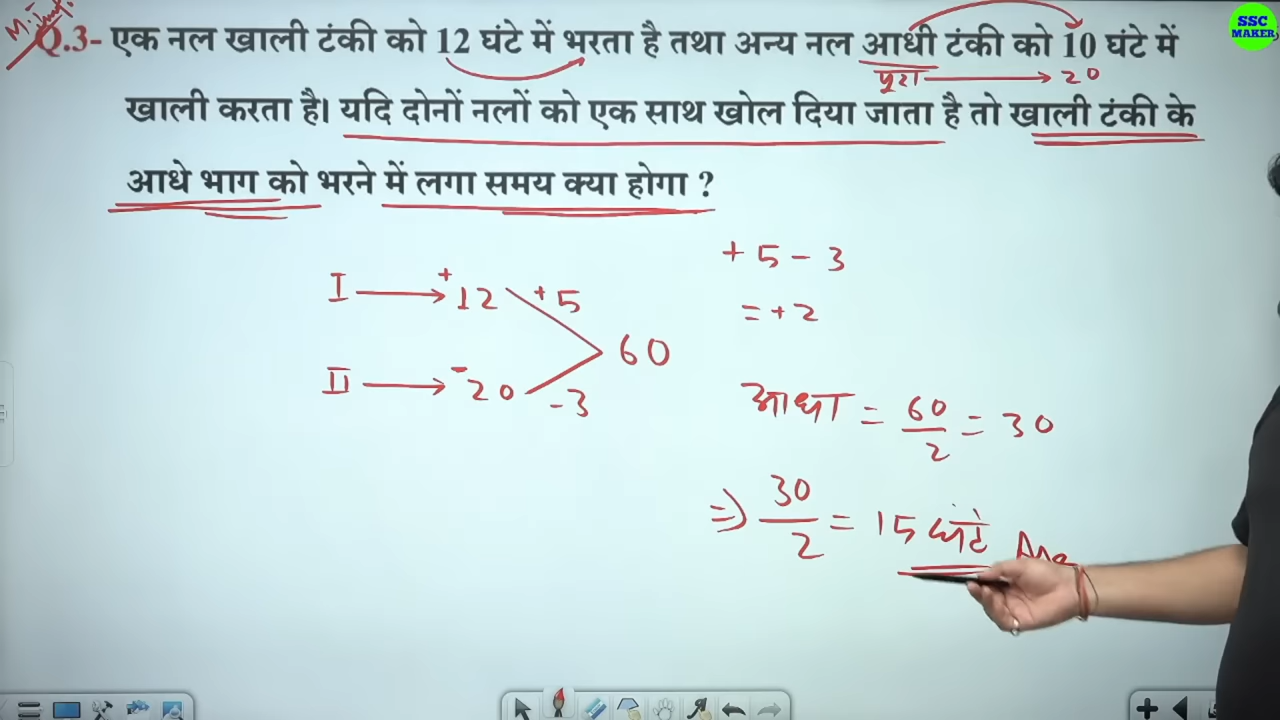 SSC
MAKER
Q.3- एक नल खाली टंकी को 12 घंटे में भरता है तथा अन्य नल आधी टंकी को 10 घंटे में
पुरा 20
खाली करता है। यदि दोनों नलों को एक साथ खोल दिया जाता है तो खाली टंकी के
आधे भाग को भरने में लगा समय क्या होगा ?
+ 5 - 3
I + 12 + 5
= + 2
60
II - 20 - 3
आधा = 60/2 = 30
⇒ 30/2 = 15 घंटे Ans